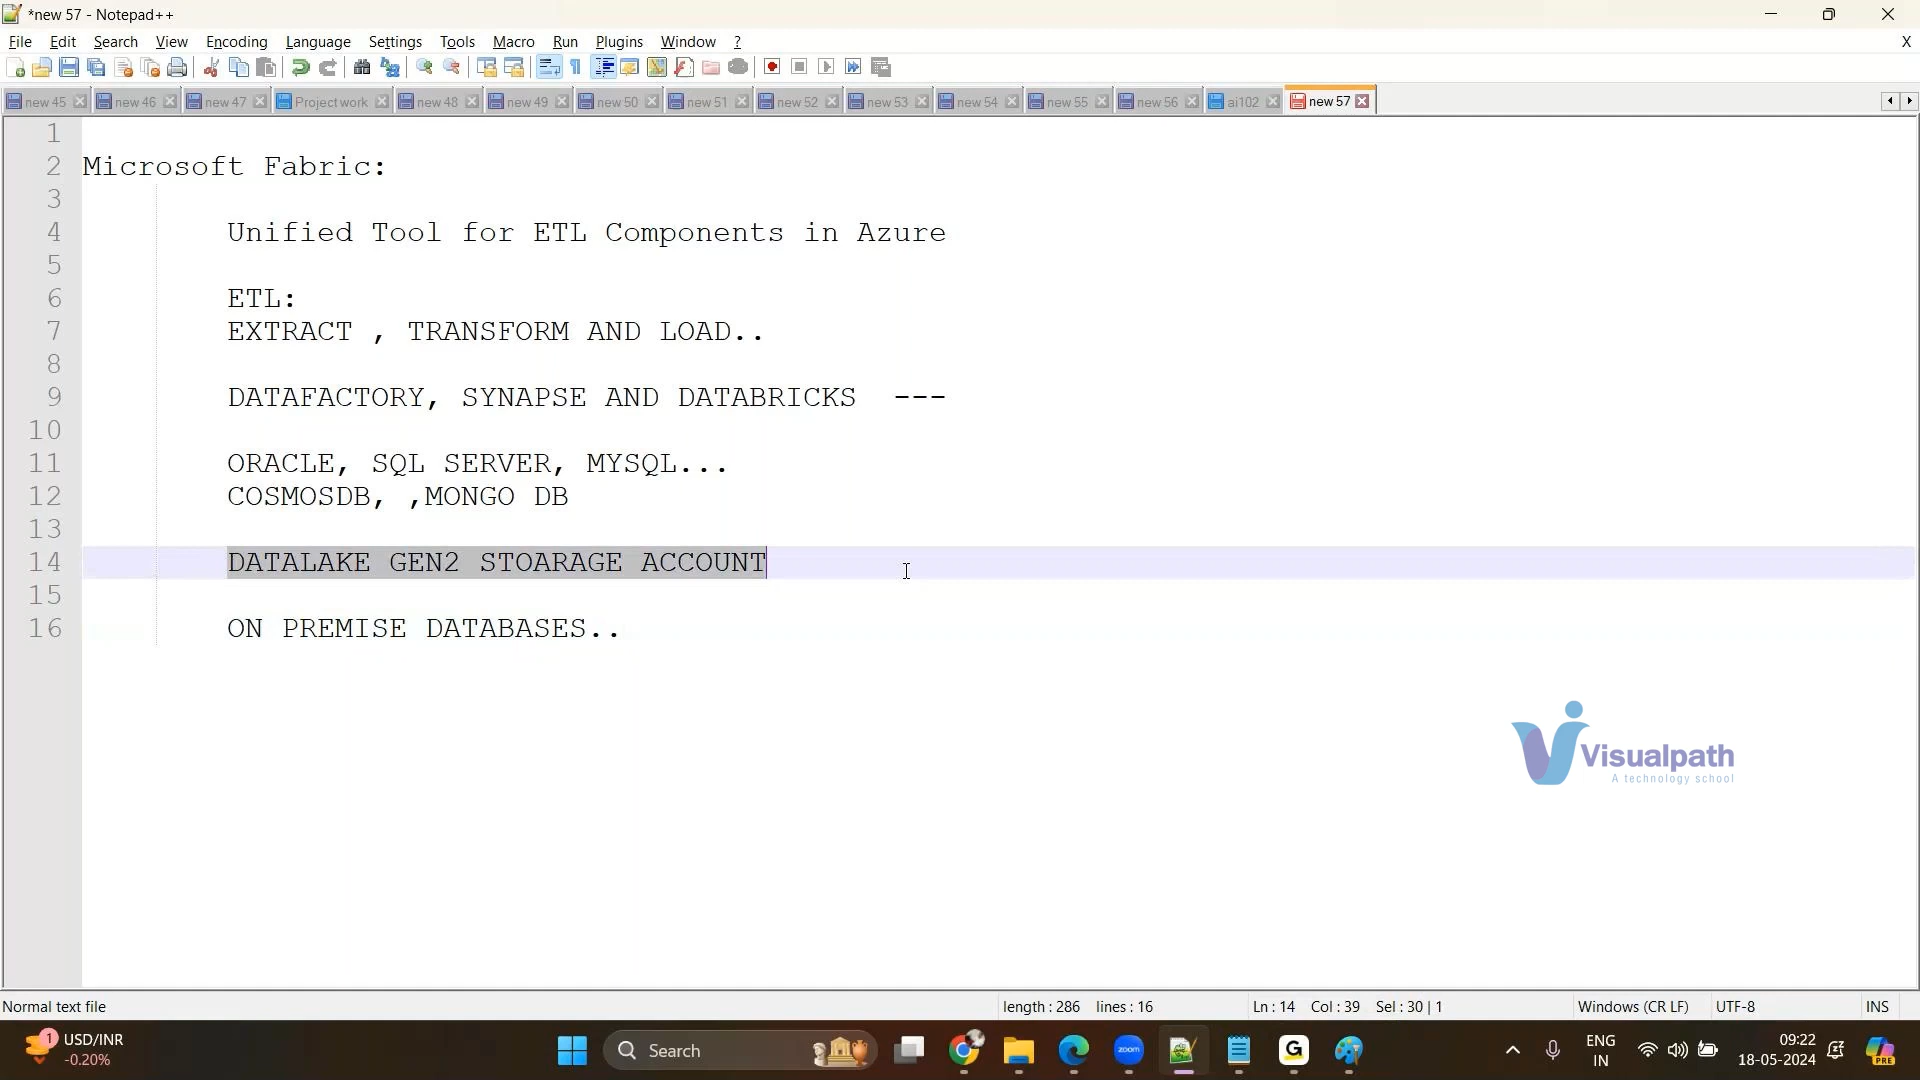 *new 57 - Notepad++
File Edit Search View Encoding Language Settings Tools Macro Run Plugins Window ? X
new 45 new 46 new 47 Project work new 48 new 49 new 50 new 51 new 52 new 53 new 54 new 55 new 56 ai102 new 57
1
2 Microsoft Fabric:
3
4 Unified Tool for ETL Components in Azure
5
6 ETL:
7 EXTRACT , TRANSFORM AND LOAD..
8
9 DATAFACTORY, SYNAPSE AND DATABRICKS ---
10
11 ORACLE, SQL SERVER, MYSQL...
12 COSMOSDB, ,MONGO DB
13
14 DATALAKE GEN2 STOARAGE ACCOUNT
15
16 ON PREMISE DATABASES..
Visualpath
A technology school
Normal text file length : 286 lines : 16 Ln : 14 Col : 39 Sel : 30 | 1 Windows (CR LF) UTF-8 INS
1 USD/INR
-0.20%
Search
zoom
G
ENG
IN
09:22
18-05-2024
PRE